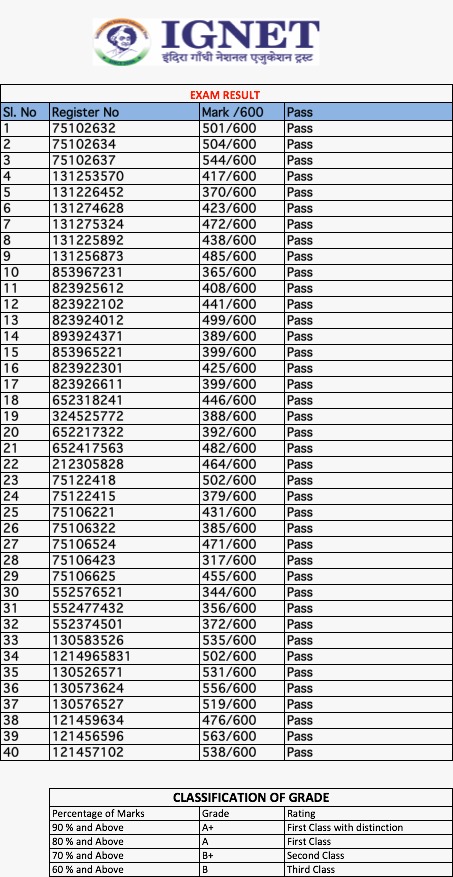 IGNET
इंदिरा गाँधी नेशनल एजुकेशन ट्रस्ट
EXAM RESULT
Sl. No Register No Mark /600 Pass
1 75102632 501/600 Pass
2 75102634 504/600 Pass
3 75102637 544/600 Pass
4 131253570 417/600 Pass
5 131226452 370/600 Pass
6 131274628 423/600 Pass
7 131275324 472/600 Pass
8 131225892 438/600 Pass
9 131256873 485/600 Pass
10 853967231 365/600 Pass
11 823925612 408/600 Pass
12 823922102 441/600 Pass
13 823924012 499/600 Pass
14 893924371 389/600 Pass
15 853965221 399/600 Pass
16 823922301 425/600 Pass
17 823926611 399/600 Pass
18 652318241 446/600 Pass
19 324525772 388/600 Pass
20 652217322 392/600 Pass
21 652417563 482/600 Pass
22 212305828 464/600 Pass
23 75122418 502/600 Pass
24 75122415 379/600 Pass
25 75106221 431/600 Pass
26 75106322 385/600 Pass
27 75106524 471/600 Pass
28 75106423 317/600 Pass
29 75106625 455/600 Pass
30 552576521 344/600 Pass
31 552477432 356/600 Pass
32 552374501 372/600 Pass
33 130583526 535/600 Pass
34 1214965831 502/600 Pass
35 130526571 531/600 Pass
36 130573624 556/600 Pass
37 130576527 519/600 Pass
38 121459634 476/600 Pass
39 121456596 563/600 Pass
40 121457102 538/600 Pass
CLASSIFICATION OF GRADE
Percentage of Marks Grade Rating
90 % and Above A+ First Class with distinction
80 % and Above A First Class
70 % and Above B+ Second Class
60 % and Above B Third Class